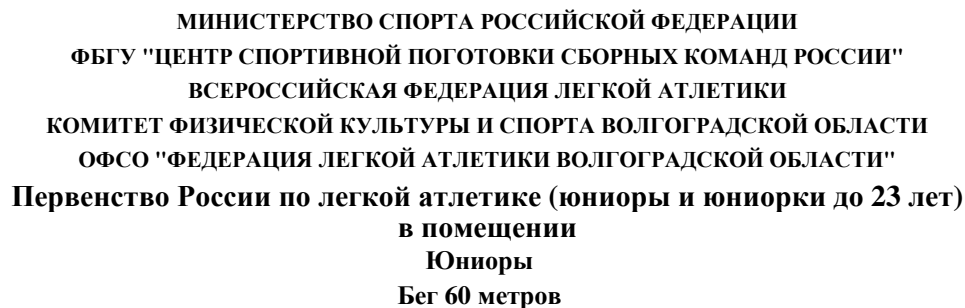 МИНИСТЕРСТВО СПОРТА РОССИЙСКОЙ ФЕДЕРАЦИИ
ФБГУ "ЦЕНТР СПОРТИВНОЙ ПОГОТОВКИ СБОРНЫХ КОМАНД РОССИИ"
ВСЕРОССИЙСКАЯ ФЕДЕРАЦИЯ ЛЕГКОЙ АТЛЕТИКИ
КОМИТЕТ ФИЗИЧЕСКОЙ КУЛЬТУРЫ И СПОРТА ВОЛГОГРАДСКОЙ ОБЛАСТИ
ОФСО "ФЕДЕРАЦИЯ ЛЕГКОЙ АТЛЕТИКИ ВОЛГОГРАДСКОЙ ОБЛАСТИ"
Первенство России по легкой атлетике (юниоры и юниорки до 23 лет)
в помещении
Юниоры
Бег 60 метров